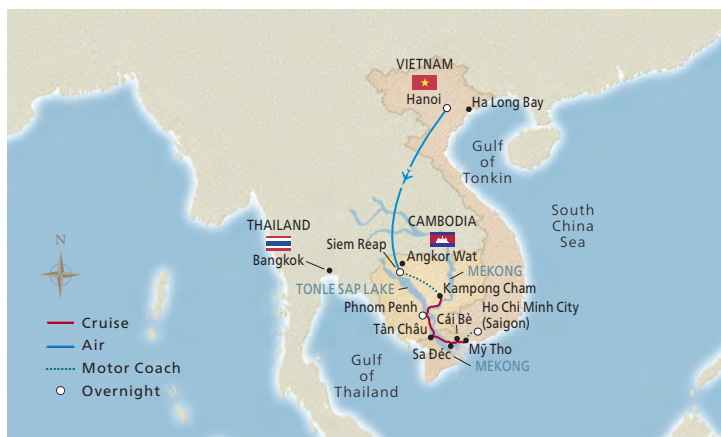 VIETNAM
Hanoi
Ha Long Bay
Gulf
of
Tonkin
South
China
Sea
THAILAND
Bangkok
CAMBODIA
Siem Reap
Angkor Wat
MEKONG
TONLE SAP LAKE
Kampong Cham
Phnom Penh
Ho Chi Minh City
(Saigon)
Cái Bè
Tân Châu
Mỹ Tho
Sa Déc
MEKONG
Gulf
of
Thailand
N
Cruise
Air
Motor Coach
Overnight